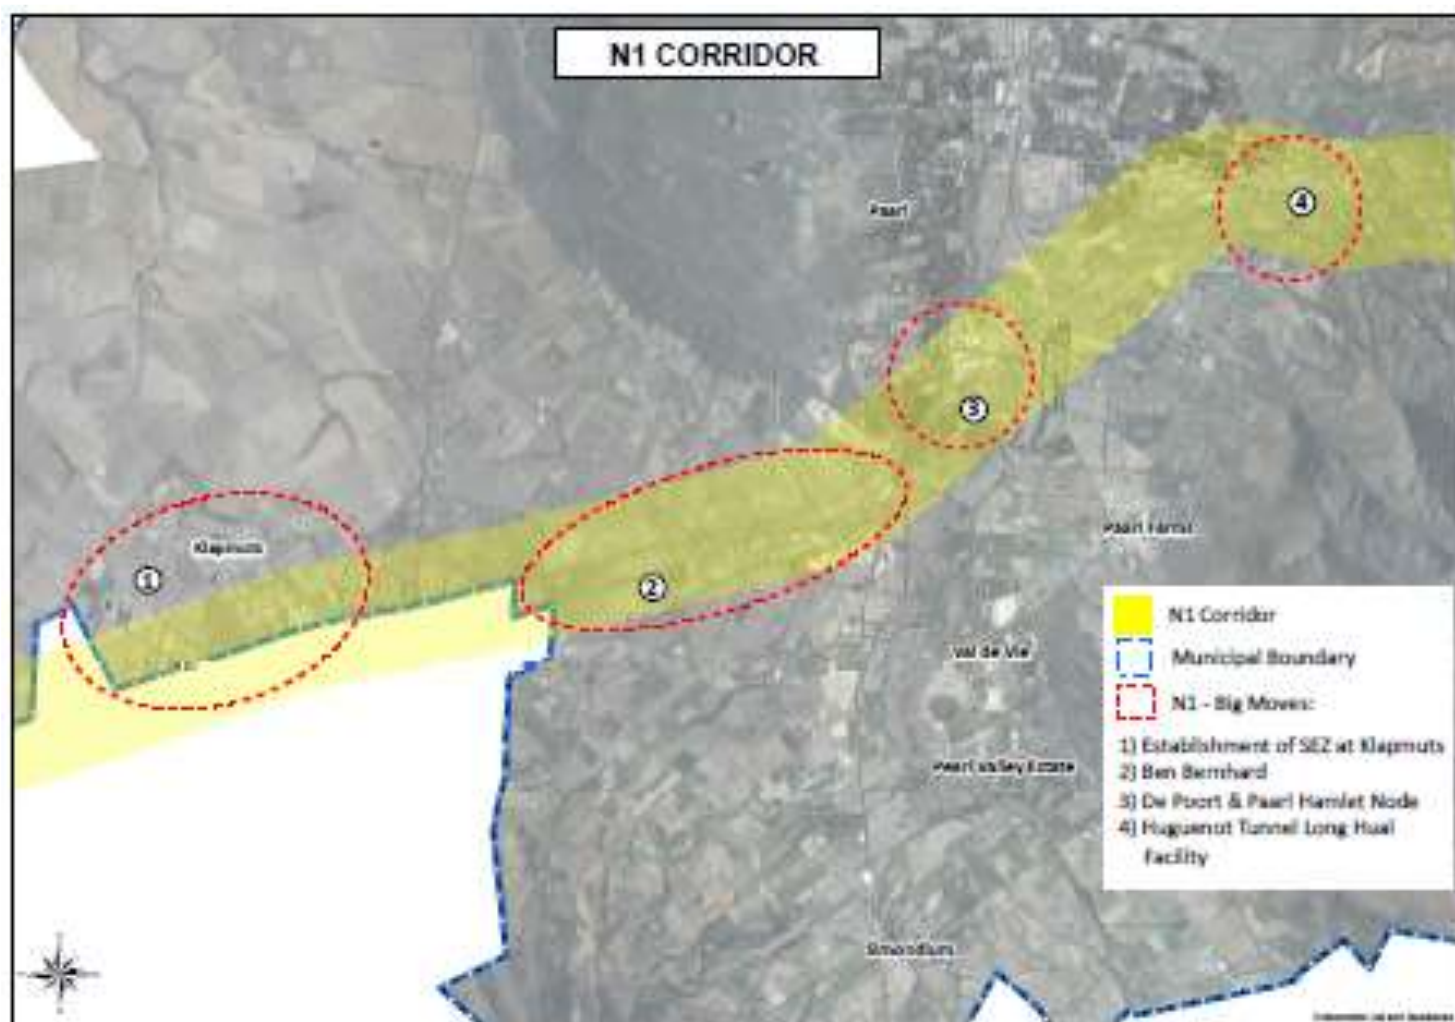 N1 CORRIDOR
Paarl
4
3
Klapmuts
1
2
Paarl Farms
Val de Vie
Pearl Valley Estate
Simondium
N1 Corridor
Municipal Boundary
N1 - Big Moves:
1) Establishment of SEZ at Klapmuts
2) Ben Bernhard
3) De Poort & Paarl Hamlet Node
4) Huguenot Tunnel Long Hual
Facility